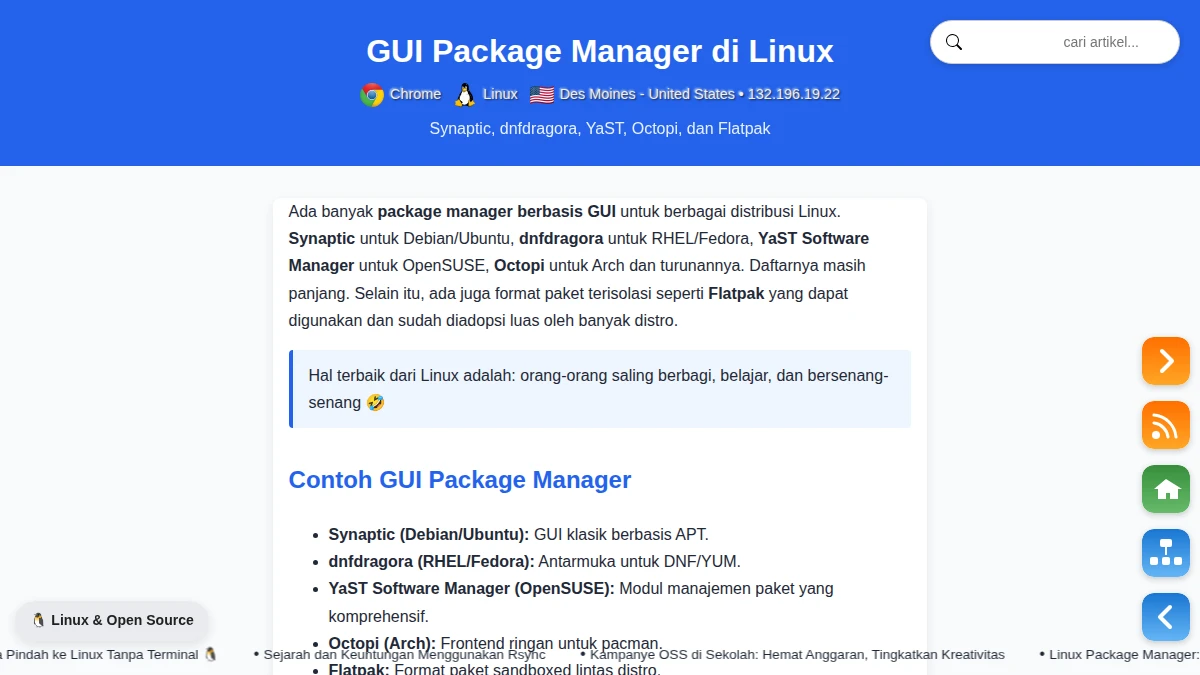 GUI Package Manager di Linux
cari artikel...
Chrome Linux Des Moines - United States • 132.196.19.22
Synaptic, dnfdragora, YaST, Octopi, dan Flatpak
Ada banyak package manager berbasis GUI untuk berbagai distribusi Linux.
Synaptic untuk Debian/Ubuntu, dnfdragora untuk RHEL/Fedora, YaST Software
Manager untuk OpenSUSE, Octopi untuk Arch dan turunannya. Daftarnya masih
panjang. Selain itu, ada juga format paket terisolasi seperti Flatpak yang dapat
digunakan dan sudah diadopsi luas oleh banyak distro.
Hal terbaik dari Linux adalah: orang-orang saling berbagi, belajar, dan bersenang-
senang 🤣
Contoh GUI Package Manager
• Synaptic (Debian/Ubuntu): GUI klasik berbasis APT.
• dnfdragora (RHEL/Fedora): Antarmuka untuk DNF/YUM.
• YaST Software Manager (OpenSUSE): Modul manajemen paket yang
komprehensif.
• Octopi (Arch): Frontend ringan untuk pacman.
• Flatpak: Format paket sandboxed lintas distro.
🐧 Linux & Open Source
a Pindah ke Linux Tanpa Terminal 🐧 • Sejarah dan Keuntungan Menggunakan Rsync • Kampanye OSS di Sekolah: Hemat Anggaran, Tingkatkan Kreativitas • Linux Package Manager: